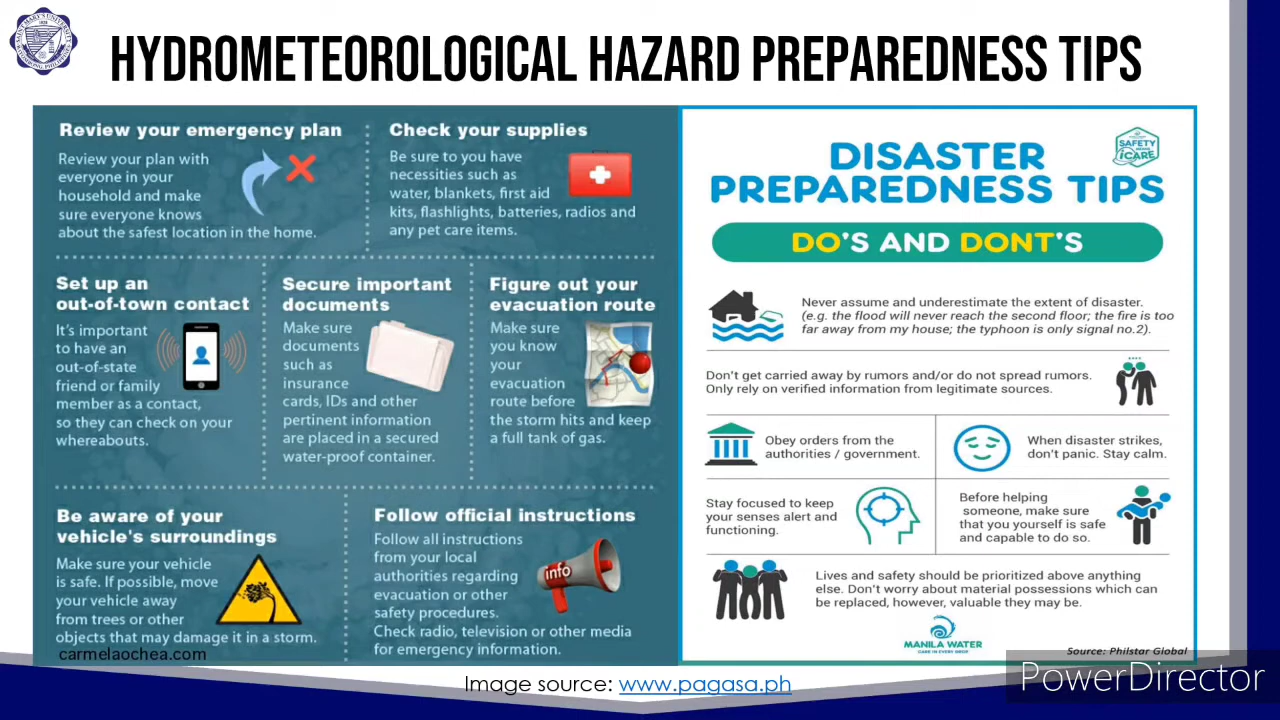 HYDROMETEOROLOGICAL HAZARD PREPAREDNESS TIPS
Review your emergency plan
Review your plan with
everyone in your
household and make
sure everyone knows
about the safest location in the home.
Check your supplies
Be sure to you have
necessities such as
water, blankets, first aid
kits, flashlights, batteries, radios and
any pet care items.
Set up an
out-of-town contact
It's important
to have an
out-of-state
friend or family
member as a contact,
so they can check on your
whereabouts.
Secure important
documents
Make sure
documents
such as
insurance
cards, IDs and other
pertinent information
are placed in a secured
water-proof container.
Figure out your
evacuation route
Make sure
you know
your
evacuation
route before
the storm hits and keep
a full tank of gas.
Be aware of your
vehicle's surroundings
Make sure your vehicle
is safe. If possible, move
your vehicle away
from trees or other
objects that may damage it in a storm.
carmelaochea.com
Follow official instructions
Follow all instructions
from your local
authorities regarding
evacuation or other
safety procedures.
Check radio, television or other media
for emergency information.
info
SAFETY
iCARE
DISASTER
PREPAREDNESS TIPS
DO'S AND DONT'S
Never assume and underestimate the extent of disaster.
(e.g. the flood will never reach the second floor; the fire is too
far away from my house; the typhoon is only signal no.2).
Don't get carried away by rumors and/or do not spread rumors.
Only rely on verified information from legitimate sources.
Obey orders from the
authorities / government.
When disaster strikes,
don't panic. Stay calm.
Stay focused to keep
your senses alert and
functioning.
Before helping
someone, make sure
that you yourself is safe
and capable to do so.
Lives and safety should be prioritized above anything
else. Don't worry about material possessions which can
be replaced, however, valuable they may be.
MANILA WATER
CARE IN EVERY DROP
Source: Philstar Global
Image source: www.pagasa.ph
PowerDirector